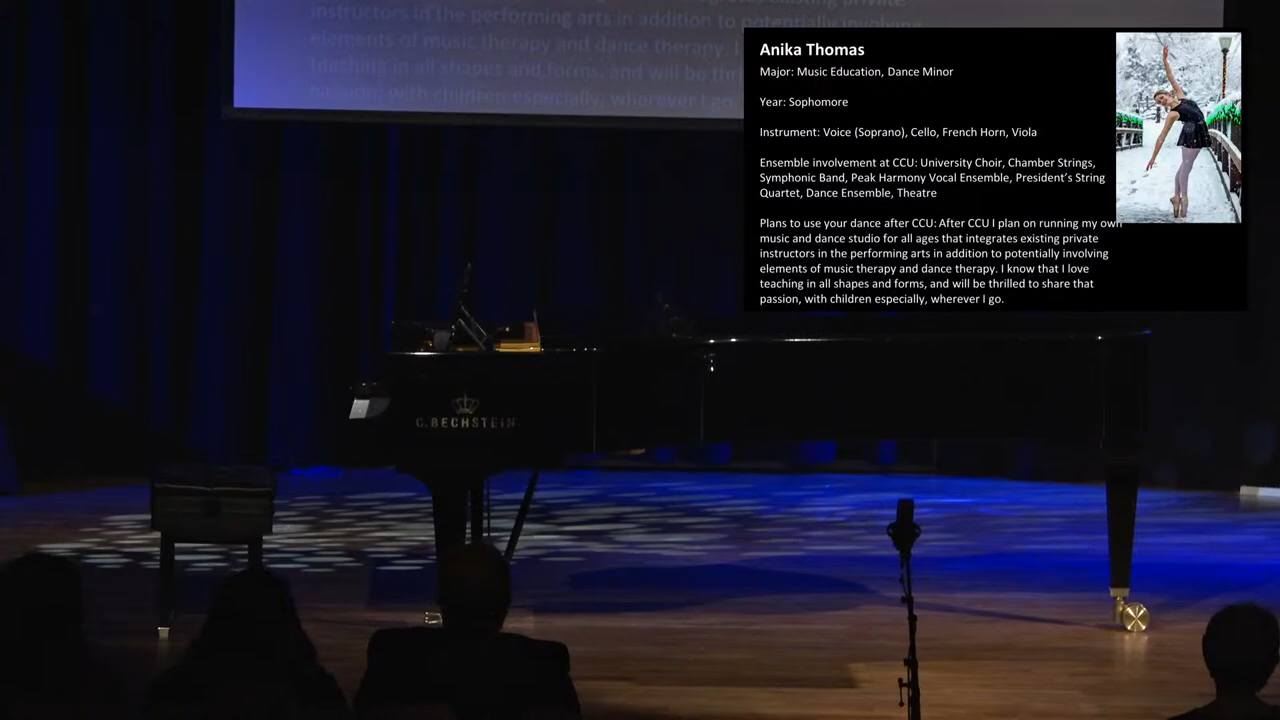 instructors in the performing arts in addition to potentially involving
elements of music therapy and dance therapy. I
teaching in all shapes and forms, and will be thri
passion, with children especially, wherever I go.
Anika Thomas
Major: Music Education, Dance Minor
Year: Sophomore
Instrument: Voice (Soprano), Cello, French Horn, Viola
Ensemble involvement at CCU: University Choir, Chamber Strings,
Symphonic Band, Peak Harmony Vocal Ensemble, President's String
Quartet, Dance Ensemble, Theatre
Plans to use your dance after CCU: After CCU I plan on running my own
music and dance studio for all ages that integrates existing private
instructors in the performing arts in addition to potentially involving
elements of music therapy and dance therapy. I know that I love
teaching in all shapes and forms, and will be thrilled to share that
passion, with children especially, wherever I go.
C. BECHSTEIN